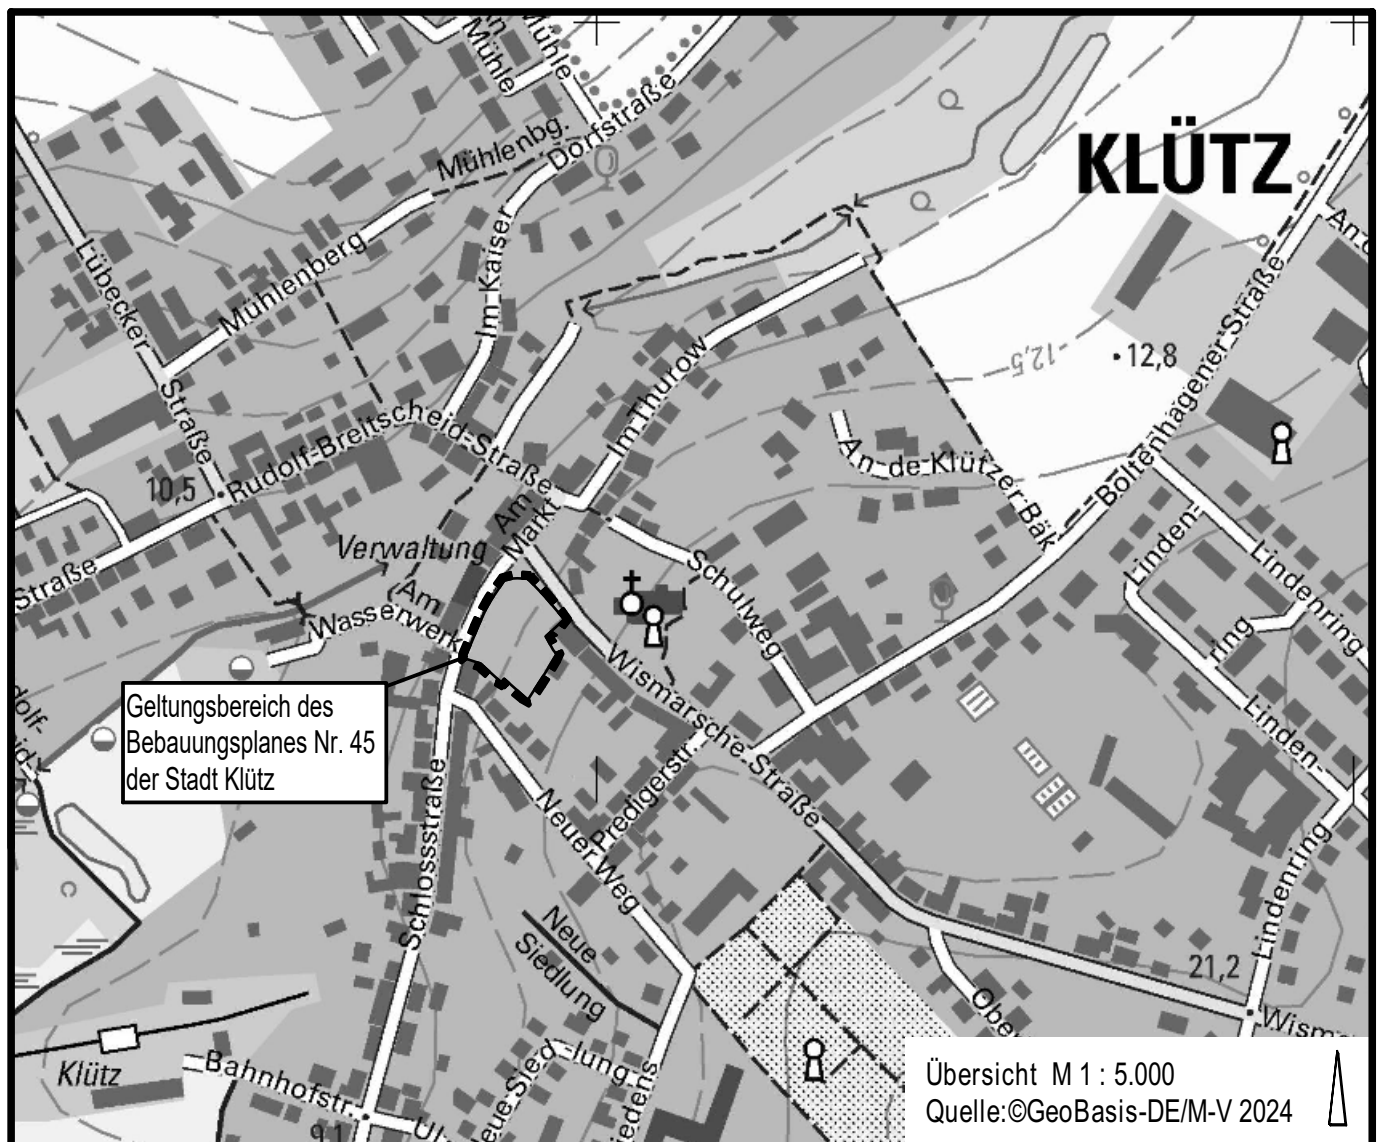 KLÜTZ
Am
Mühle
Mühle
Mühlenbg.
Dorfstraße
Lübecker
Straße
Mühlenberg
Im Kaiser
Im Thurow
12,5
12,8
Boltenhagener Straße
An-de-Klützer Bäk
Rudolf-Breitscheid-Straße
10,5
Straße
Am
Markt
Verwaltung
Am
Wasserwerk
Schulweg
Linden-
ring
Lindenring
Linden-
Lindenring
Wismarsche-Straße
Predigerstr.
Neuer Weg
Schlossstraße
Geltungsbereich des
Bebauungsplanes Nr. 45
der Stadt Klütz
Neue
Siedlung
21,2
Klütz
Bahnhofstr.
9,1
Übersicht M 1 : 5.000
Quelle:©GeoBasis-DE/M-V 2024